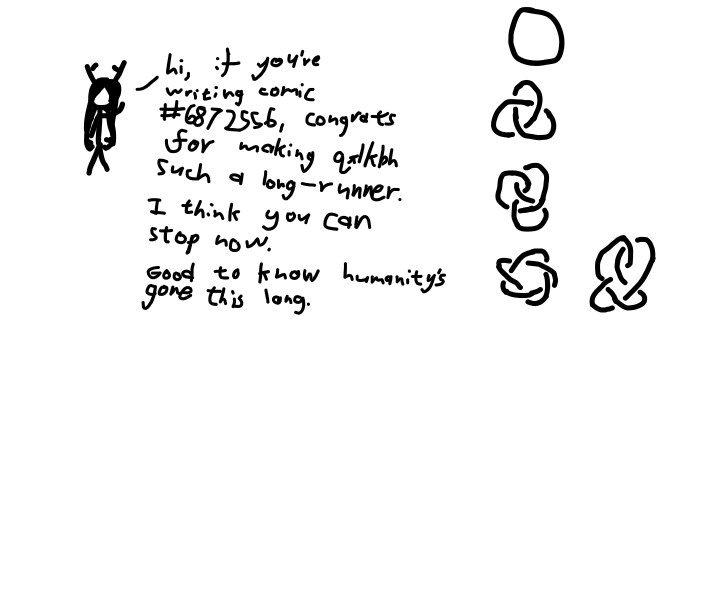 hi, if you've
writing comic
#6872556, congrats
for making qxlkbh
such a long-runner.
I think you can
stop now.
Good to know humanity's
gone this long.